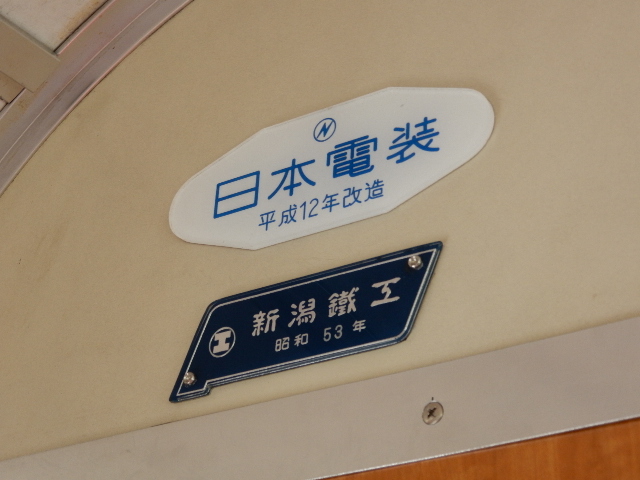 日本電装
平成12年改造
新潟鐵工
昭和 53 年